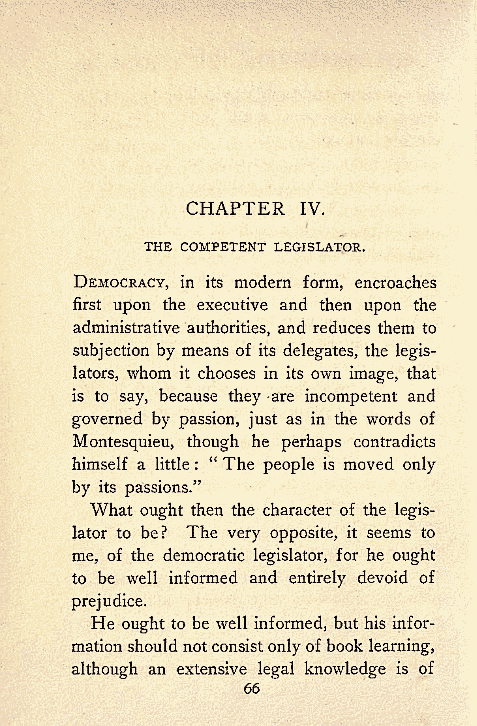 CHAPTER IV.
THE COMPETENT LEGISLATOR.
DEMOCRACY, in its modern form, encroaches
first upon the executive and then upon the
administrative authorities, and reduces them to
subjection by means of its delegates, the legis-
lators, whom it chooses in its own image, that
is to say, because they are incompetent and
governed by passion, just as in the words of
Montesquieu, though he perhaps contradicts
himself a little: “The people is moved only
by its passions.”
What ought then the character of the legis-
lator to be? The very opposite, it seems to
me, of the democratic legislator, for he ought
to be well informed and entirely devoid of
prejudice.
He ought to be well informed, but his infor-
mation should not consist only of book learning,
although an extensive legal knowledge is of
66